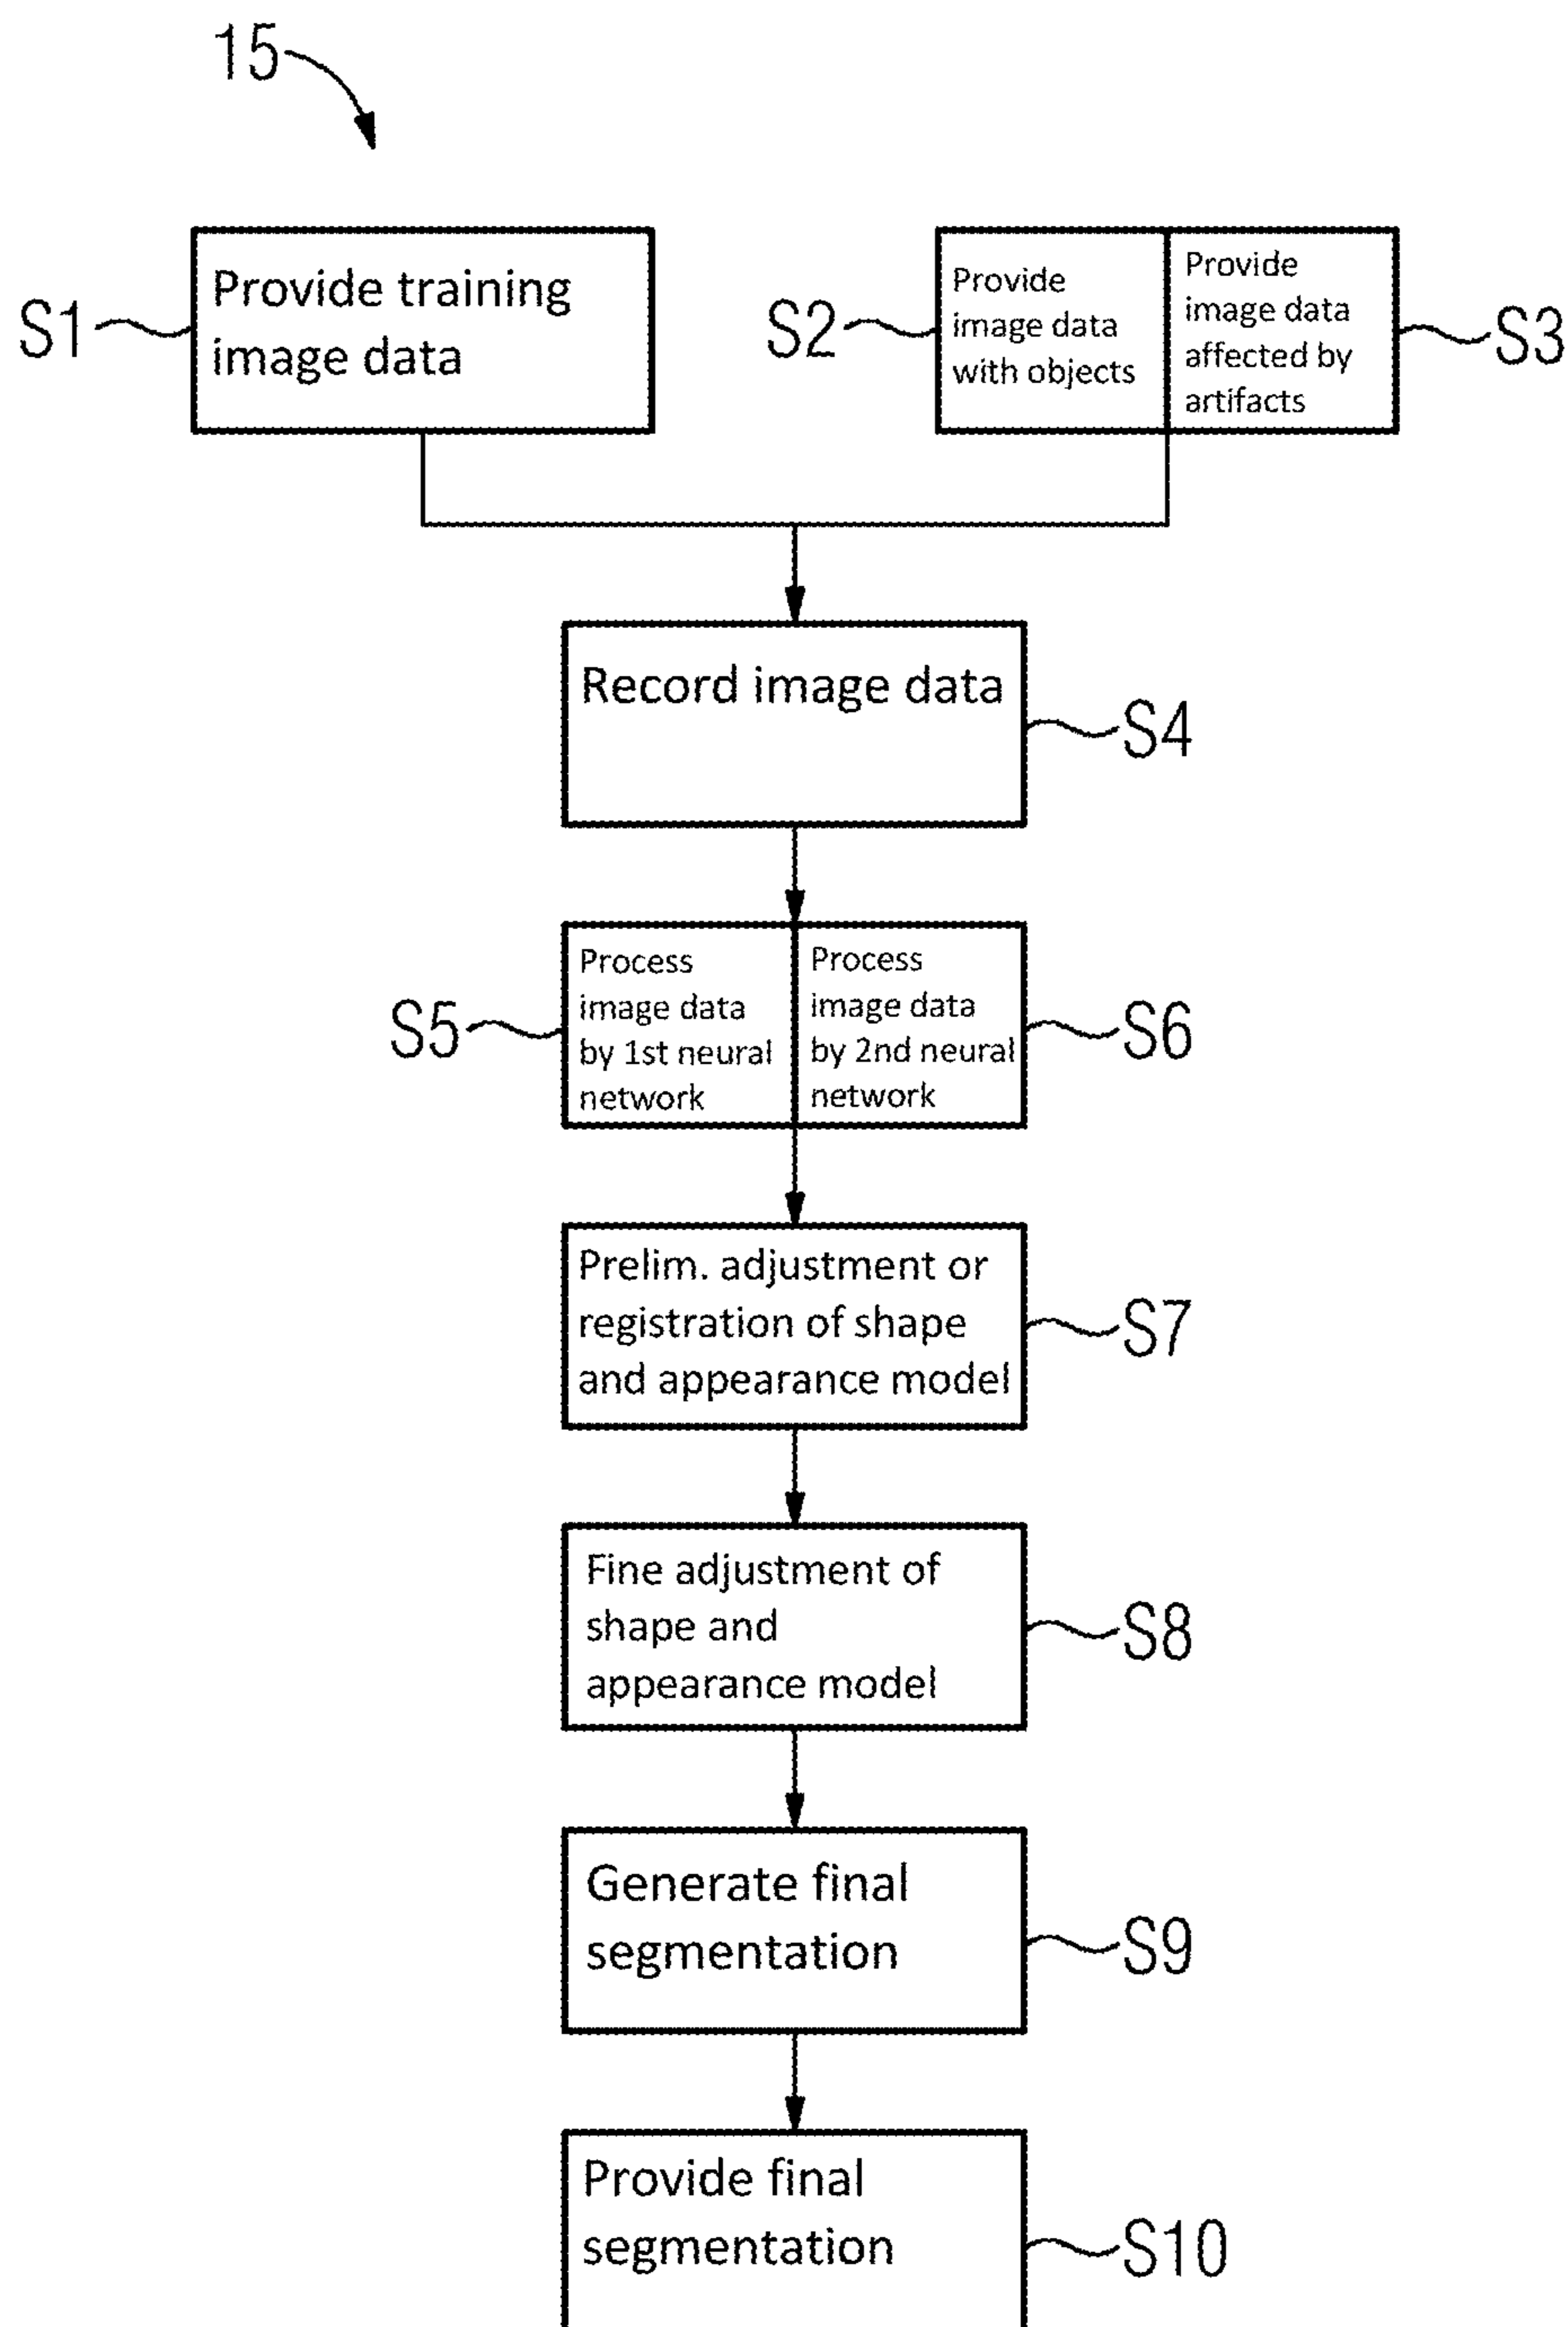 15
S1
Provide training
image data
S2
Provide
image data
with objects
Provide
image data
affected by
artifacts
S3
Record image data
S4
S5
Process
image data
by 1st neural
network
Process
image data
by 2nd neural
network
S6
Prelim. adjustment or
registration of shape
and appearance model
S7
Fine adjustment of
shape and
appearance model
S8
Generate final
segmentation
S9
Provide final
segmentation
S10